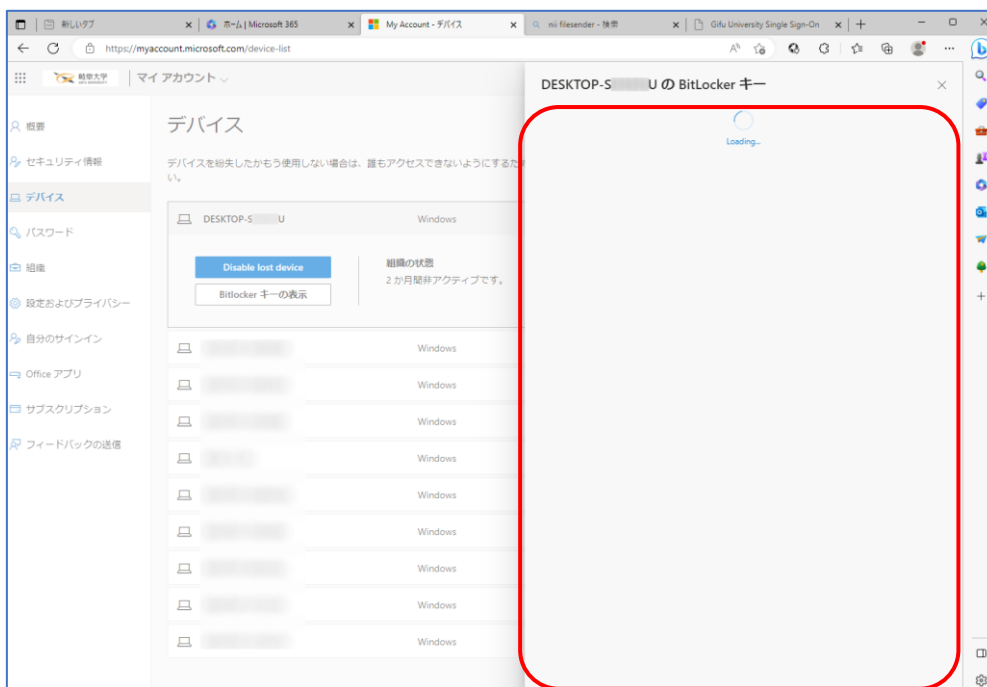 新しいタブ
ホーム | Microsoft 365
My Account - デバイス
nii filesender - 検索
Gifu University Single Sign-On
https://myaccount.microsoft.com/device-list
岐阜大学
マイ アカウント
DESKTOP-S U の BitLocker キー
Loading...
概要
セキュリティ情報
デバイス
パスワード
組織
設定およびプライバシー
自分のサインイン
Office アプリ
サブスクリプション
フィードバックの送信
デバイス
デバイスを紛失したかもう使用しない場合は、誰もアクセスできないようにするため
い。
DESKTOP-S U Windows
Disable lost device
Bitlocker キーの表示
組織の状態
2 か月間非アクティブです。
Windows
Windows
Windows
Windows
Windows
Windows
Windows
Windows
Windows